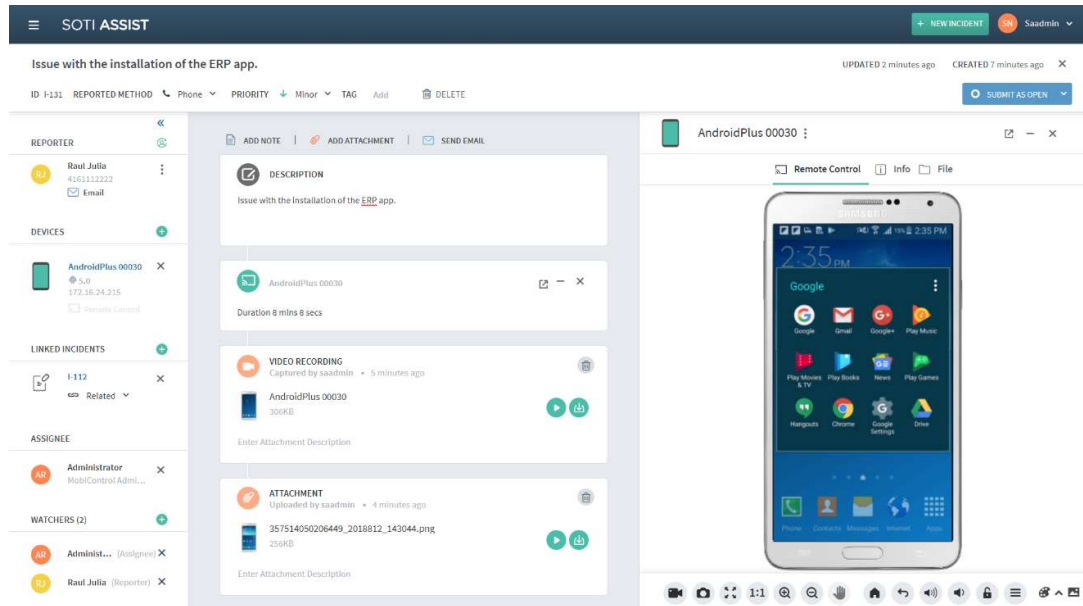 SOTI ASSIST
+ NEW INCIDENT
SN
Saadmin
Issue with the installation of the ERP app.
UPDATED 2 minutes ago CREATED 7 minutes ago
ID I-131 REPORTED METHOD Phone PRIORITY Minor TAG Add DELETE
SUBMIT AS OPEN
REPORTER
RJ
Raul Julia
4161112222
Email
DEVICES
AndroidPlus 00030
5.0
172.16.24.215
Remote Control
LINKED INCIDENTS
I-112
Related
ASSIGNEE
AR
Administrator
MobiControl Admi...
WATCHERS (2)
AR
Administ... (Assignee)
RJ
Raul Julia (Reporter)
ADD NOTE | ADD ATTACHMENT | SEND EMAIL
DESCRIPTION
Issue with the installation of the ERP app.
AndroidPlus 00030
Duration 8 mins 8 secs
VIDEO RECORDING
Captured by saadmin • 5 minutes ago
AndroidPlus 00030
306KB
Enter Attachment Description
ATTACHMENT
Uploaded by saadmin • 4 minutes ago
357514050206449_2018812_143044.png
256KB
Enter Attachment Description
AndroidPlus 00030
Remote Control Info File
SAMSUNG
2:35 PM
2:35 PM
Google
Google Gmail Google+ Play Music
Play Movies & TV Play Books News Play Games
Hangouts Chrome Google Settings Drive
Phone Contacts Messages Internet Apps
1:1